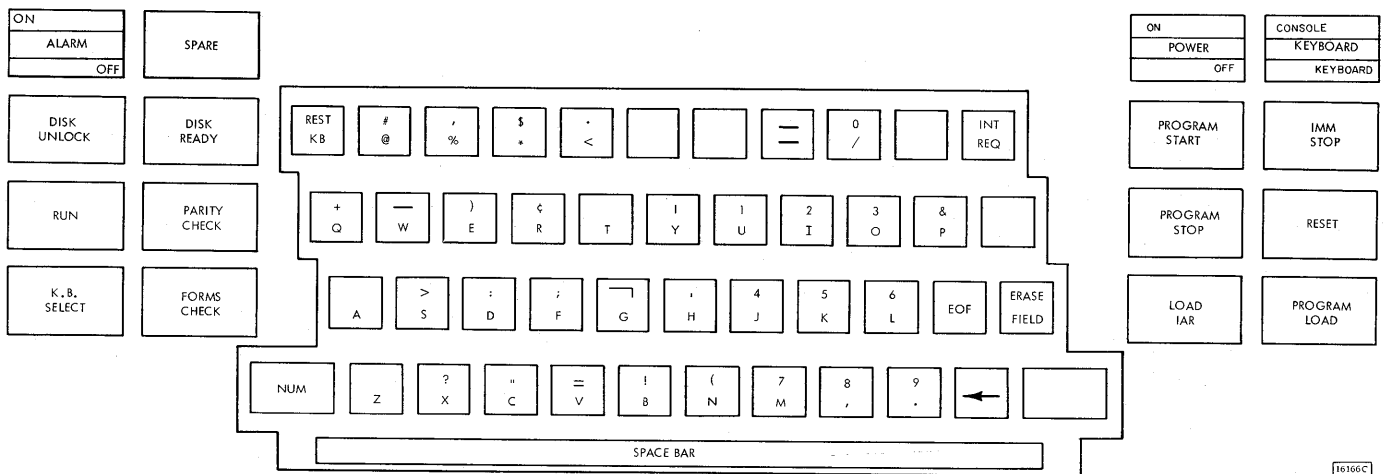 ON
ALARM
OFF
SPARE
ON
POWER
OFF
CONSOLE
KEYBOARD
KEYBOARD
DISK
UNLOCK
DISK
READY
REST
KB
#
@
,
%
$
*
.
<
—
—
0
/
INT
REQ
PROGRAM
START
IMM
STOP
RUN
PARITY
CHECK
+
Q
—
W
)
E
¢
R
T
|
Y
1
U
2
I
3
O
&
P
PROGRAM
STOP
RESET
K.B.
SELECT
FORMS
CHECK
A
>
S
:
D
;
F
¬
G
'
H
4
J
5
K
6
L
EOF
ERASE
FIELD
LOAD
IAR
PROGRAM
LOAD
NUM
Z
?
X
"
C
=
V
!
B
(
N
7
M
8
,
9
.
←
SPACE BAR
16166C